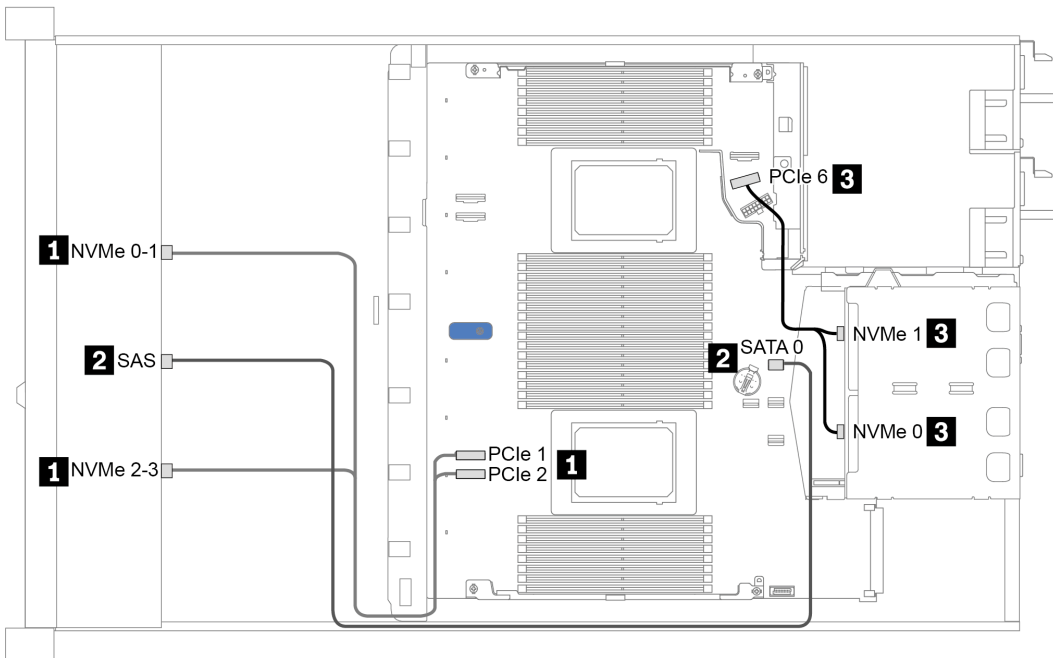 PCIe 6 3
1 NVMe 0-1
NVMe 1 3
2 SATA 0
2 SAS
NVMe 0 3
PCIe 1
1
1 NVMe 2-3
PCIe 2